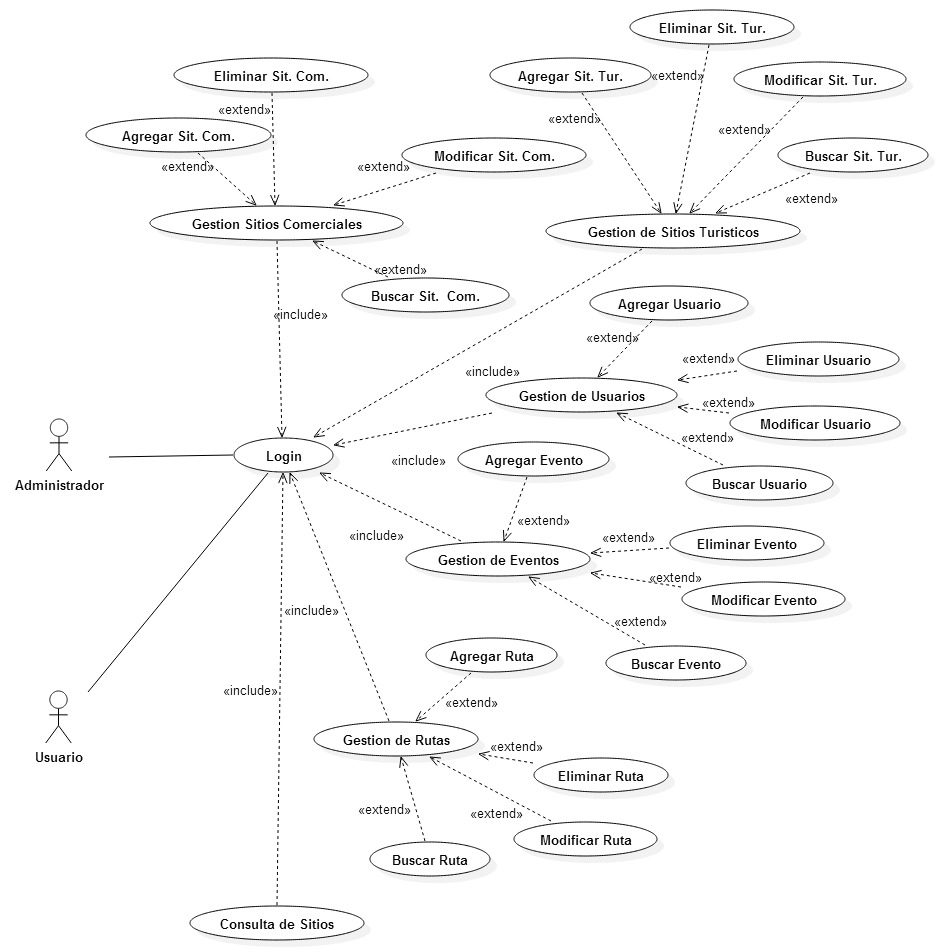 Eliminar Sit. Tur.
Eliminar Sit. Com.
Agregar Sit. Tur.
«extend»
Modificar Sit. Tur.
«extend»
«extend»
Agregar Sit. Com.
«extend»
Modificar Sit. Com.
Buscar Sit. Tur.
«extend»
«extend»
«extend»
Gestion Sitios Comerciales
Gestion de Sitios Turisticos
«extend»
Buscar Sit. Com.
Agregar Usuario
«include»
«extend»
«extend»
Eliminar Usuario
«include»
Gestion de Usuarios
«extend»
Modificar Usuario
«extend»
Login
«include»
Agregar Evento
Administrador
Buscar Usuario
«extend»
«include»
«extend»
Eliminar Evento
Gestion de Eventos
«extend»
Modificar Evento
«include»
«extend»
Agregar Ruta
Buscar Evento
«include»
«extend»
Gestion de Rutas
«extend»
Usuario
Eliminar Ruta
«extend»
«extend»
Modificar Ruta
Buscar Ruta
Consulta de Sitios